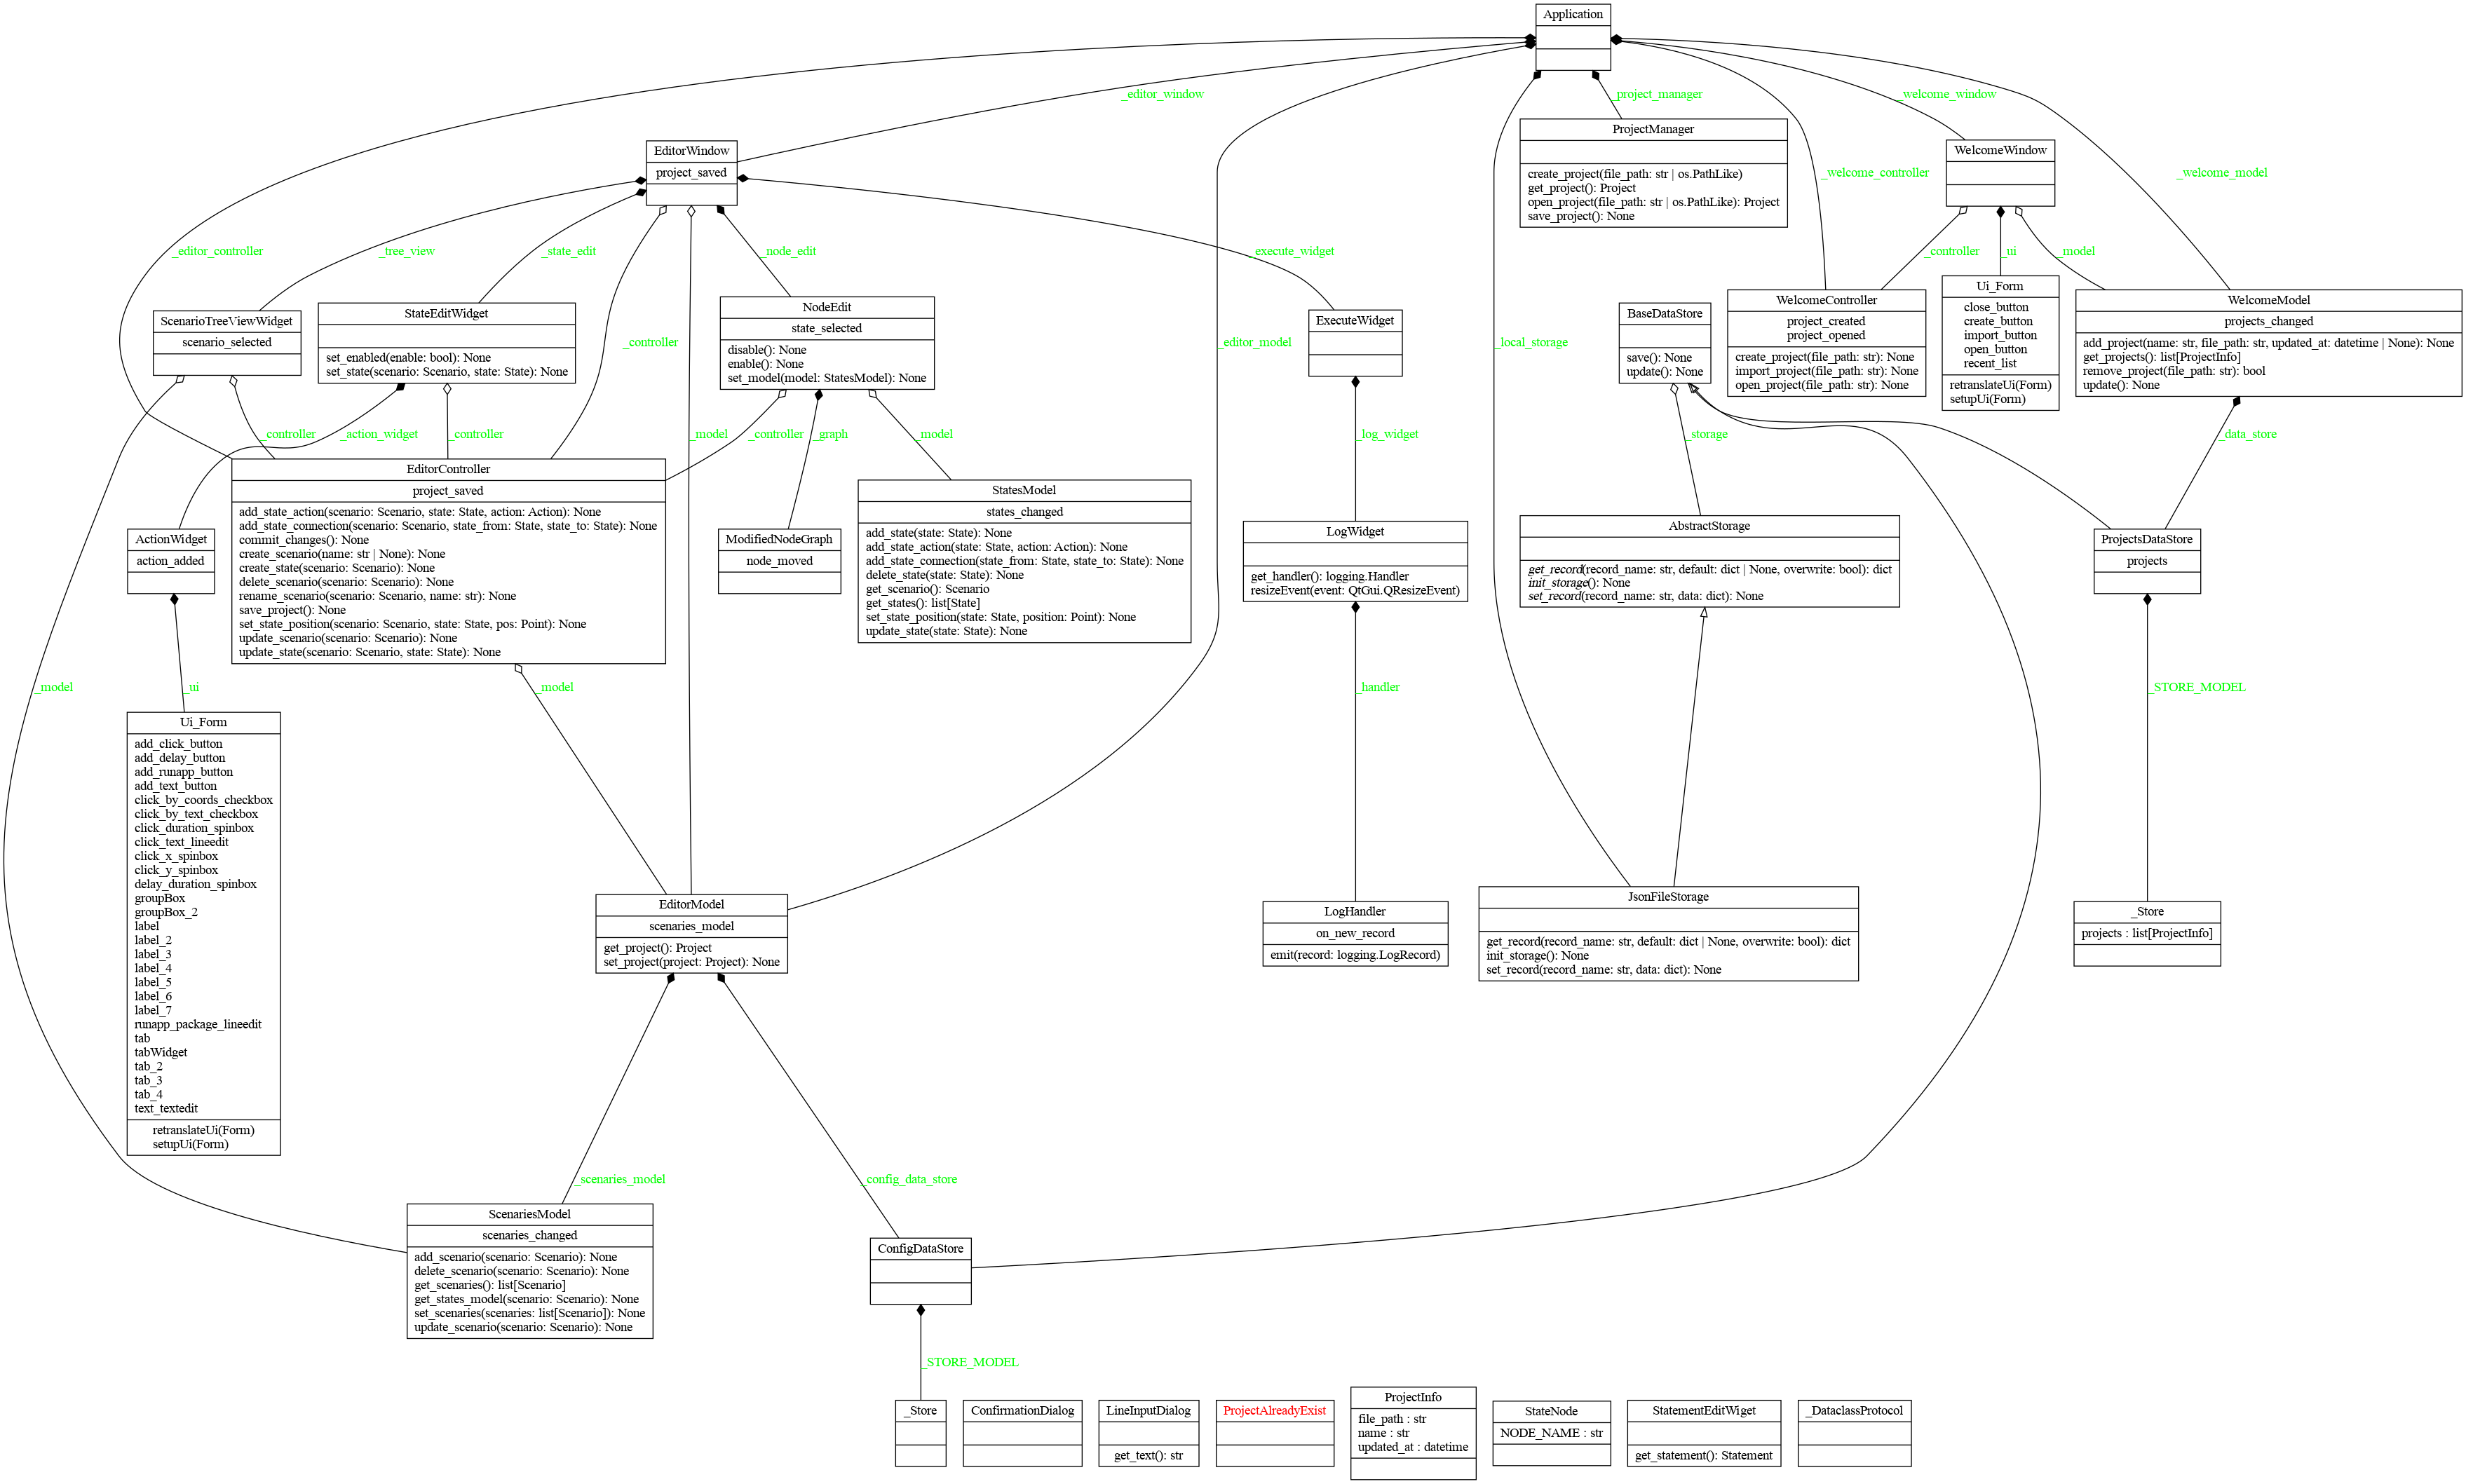 Application
_editor_window
_project_manager
_welcome_window
ProjectManager
create_project(file_path: str | os.PathLike)
get_project(): Project
open_project(file_path: str | os.PathLike): Project
save_project(): None
EditorWindow
project_saved
WelcomeWindow
_welcome_controller
_welcome_model
_editor_controller
_tree_view
_state_edit
_node_edit
_execute_widget
_controller
_ui
_model
ScenarioTreeViewWidget
scenario_selected
StateEditWidget
set_enabled(enable: bool): None
set_state(scenario: Scenario, state: State): None
NodeEdit
state_selected
disable(): None
enable(): None
set_model(model: StatesModel): None
ExecuteWidget
BaseDataStore
save(): None
update(): None
WelcomeController
project_created
project_opened
create_project(file_path: str): None
import_project(file_path: str): None
open_project(file_path: str): None
Ui_Form
close_button
create_button
import_button
open_button
recent_list
retranslateUi(Form)
setupUi(Form)
WelcomeModel
projects_changed
add_project(name: str, file_path: str, updated_at: datetime | None): None
get_projects(): list[ProjectInfo]
remove_project(file_path: str): bool
update(): None
_controller
_editor_model
_local_storage
_controller
_action_widget
_controller
_model
_controller
_graph
_model
_log_widget
_storage
_data_store
EditorController
project_saved
add_state_action(scenario: Scenario, state: State, action: Action): None
add_state_connection(scenario: Scenario, state_from: State, state_to: State): None
commit_changes(): None
create_scenario(name: str | None): None
create_state(scenario: Scenario): None
delete_scenario(scenario: Scenario): None
rename_scenario(scenario: Scenario, name: str): None
save_project(): None
set_state_position(scenario: Scenario, state: State, pos: Point): None
update_scenario(scenario: Scenario): None
update_state(scenario: Scenario, state: State): None
StatesModel
states_changed
add_state(state: State): None
add_state_action(state: State, action: Action): None
add_state_connection(state_from: State, state_to: State): None
delete_state(state: State): None
get_scenario(): Scenario
get_states(): list[State]
set_state_position(state: State, position: Point): None
update_state(state: State): None
ActionWidget
action_added
ModifiedNodeGraph
node_moved
LogWidget
get_handler(): logging.Handler
resizeEvent(event: QtGui.QResizeEvent)
AbstractStorage
get_record(record_name: str, default: dict | None, overwrite: bool): dict
init_storage(): None
set_record(record_name: str, data: dict): None
ProjectsDataStore
projects
_model
_ui
_model
_handler
_STORE_MODEL
Ui_Form
add_click_button
add_delay_button
add_runapp_button
add_text_button
click_by_coords_checkbox
click_by_text_checkbox
click_duration_spinbox
click_text_lineedit
click_x_spinbox
click_y_spinbox
delay_duration_spinbox
groupBox
groupBox_2
label
label_2
label_3
label_4
label_5
label_6
label_7
runapp_package_lineedit
tab
tabWidget
tab_2
tab_3
tab_4
text_textedit
retranslateUi(Form)
setupUi(Form)
EditorModel
scenaries_model
get_project(): Project
set_project(project: Project): None
LogHandler
on_new_record
emit(record: logging.LogRecord)
JsonFileStorage
get_record(record_name: str, default: dict | None, overwrite: bool): dict
init_storage(): None
set_record(record_name: str, data: dict): None
_Store
projects : list[ProjectInfo]
_scenaries_model
_config_data_store
ScenariesModel
scenaries_changed
add_scenario(scenario: Scenario): None
delete_scenario(scenario: Scenario): None
get_scenaries(): list[Scenario]
get_states_model(scenario: Scenario): None
set_scenaries(scenaries: list[Scenario]): None
update_scenario(scenario: Scenario): None
ConfigDataStore
_STORE_MODEL
_Store
ConfirmationDialog
LineInputDialog
get_text(): str
ProjectAlreadyExist
ProjectInfo
file_path : str
name : str
updated_at : datetime
StateNode
NODE_NAME : str
StatementEditWiget
get_statement(): Statement
_DataclassProtocol